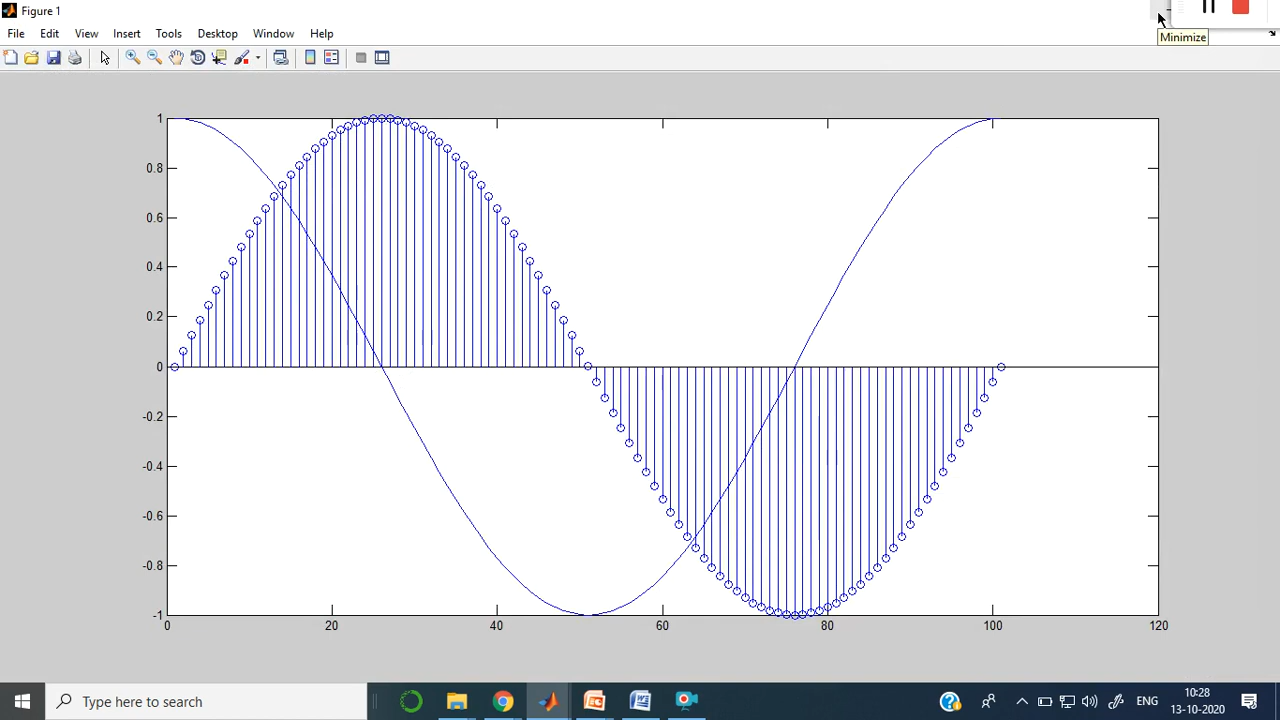 Figure 1
File Edit View Insert Tools Desktop Window Help
Minimize
1
0.8
0.6
0.4
0.2
0
-0.2
-0.4
-0.6
-0.8
-1
0 20 40 60 80 100 120
Type here to search
ENG
10:28
13-10-2020